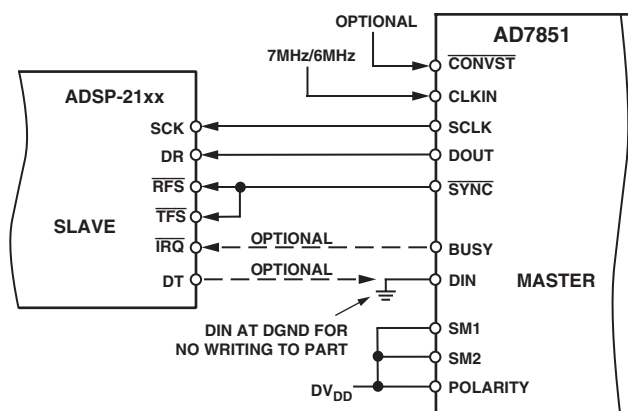 OPTIONAL
AD7851
7MHz/6MHz
CONVST
ADSP-21xx
CLKIN
SCK
SCLK
DR
DOUT
RFS
SYNC
TFS
SLAVE
OPTIONAL
IRQ
BUSY
OPTIONAL
DT
DIN
MASTER
DIN AT DGND FOR
NO WRITING TO PART
SM1
SM2
DVDD
POLARITY